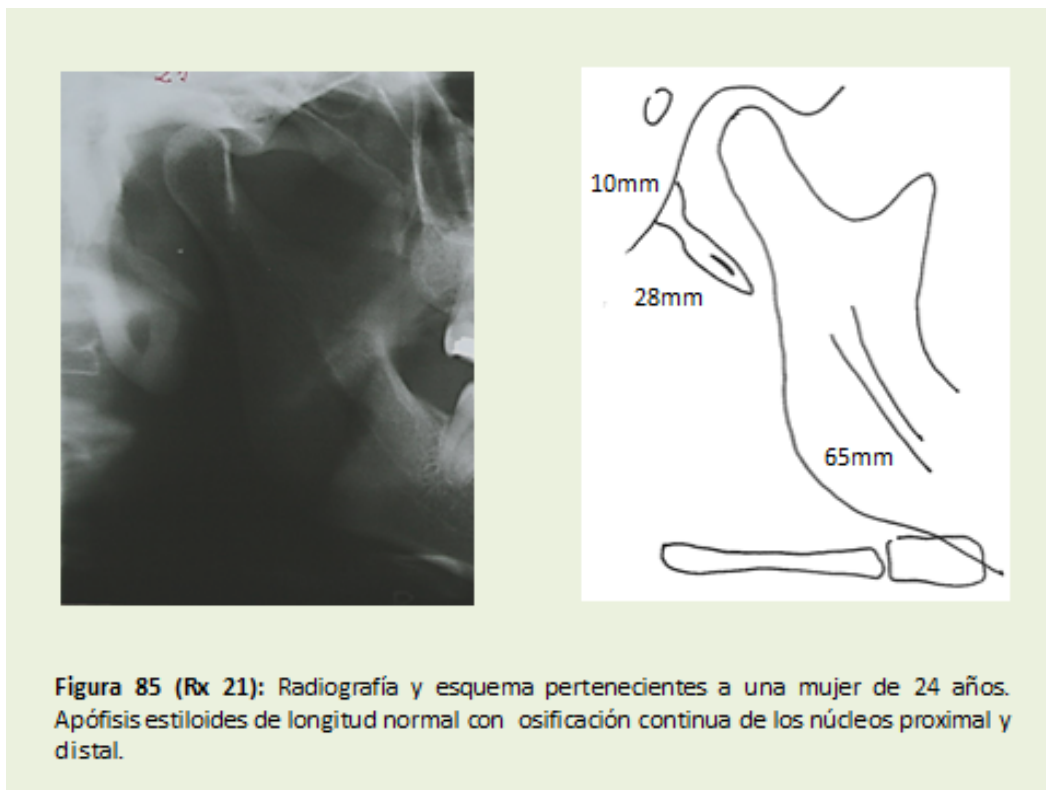 21
10mm
28mm
65mm
Figura 85 (Rx 21): Radiografía y esquema pertenecientes a una mujer de 24 años.
Apófisis estiloides de longitud normal con osificación continua de los núcleos proximal y
distal.